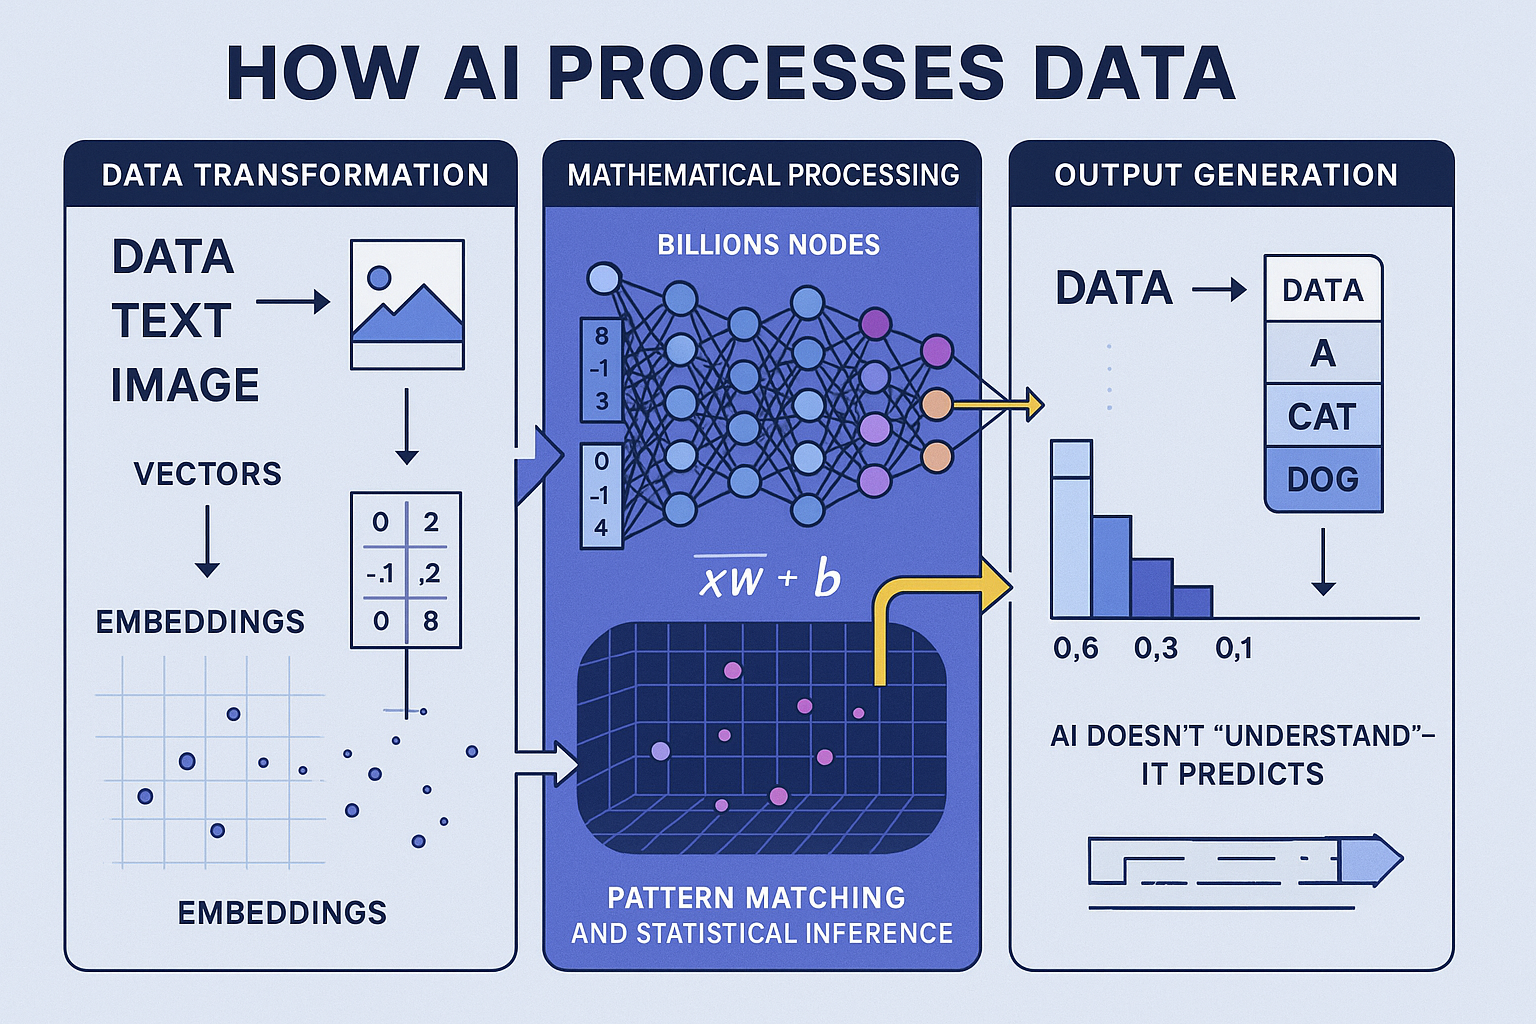 HOW AI PROCESSES DATA
DATA TRANSFORMATION
DATA
TEXT
IMAGE
VECTORS
EMBEDDINGS
0 2
-.1 ,2
0 8
EMBEDDINGS
MATHEMATICAL PROCESSING
BILLIONS NODES
8
-1
3
0
-1
4
xw + b
PATTERN MATCHING
AND STATISTICAL INFERENCE
OUTPUT GENERATION
DATA
DATA
A
CAT
DOG
0,6 0,3 0,1
AI DOESN'T “UNDERSTAND”–
IT PREDICTS